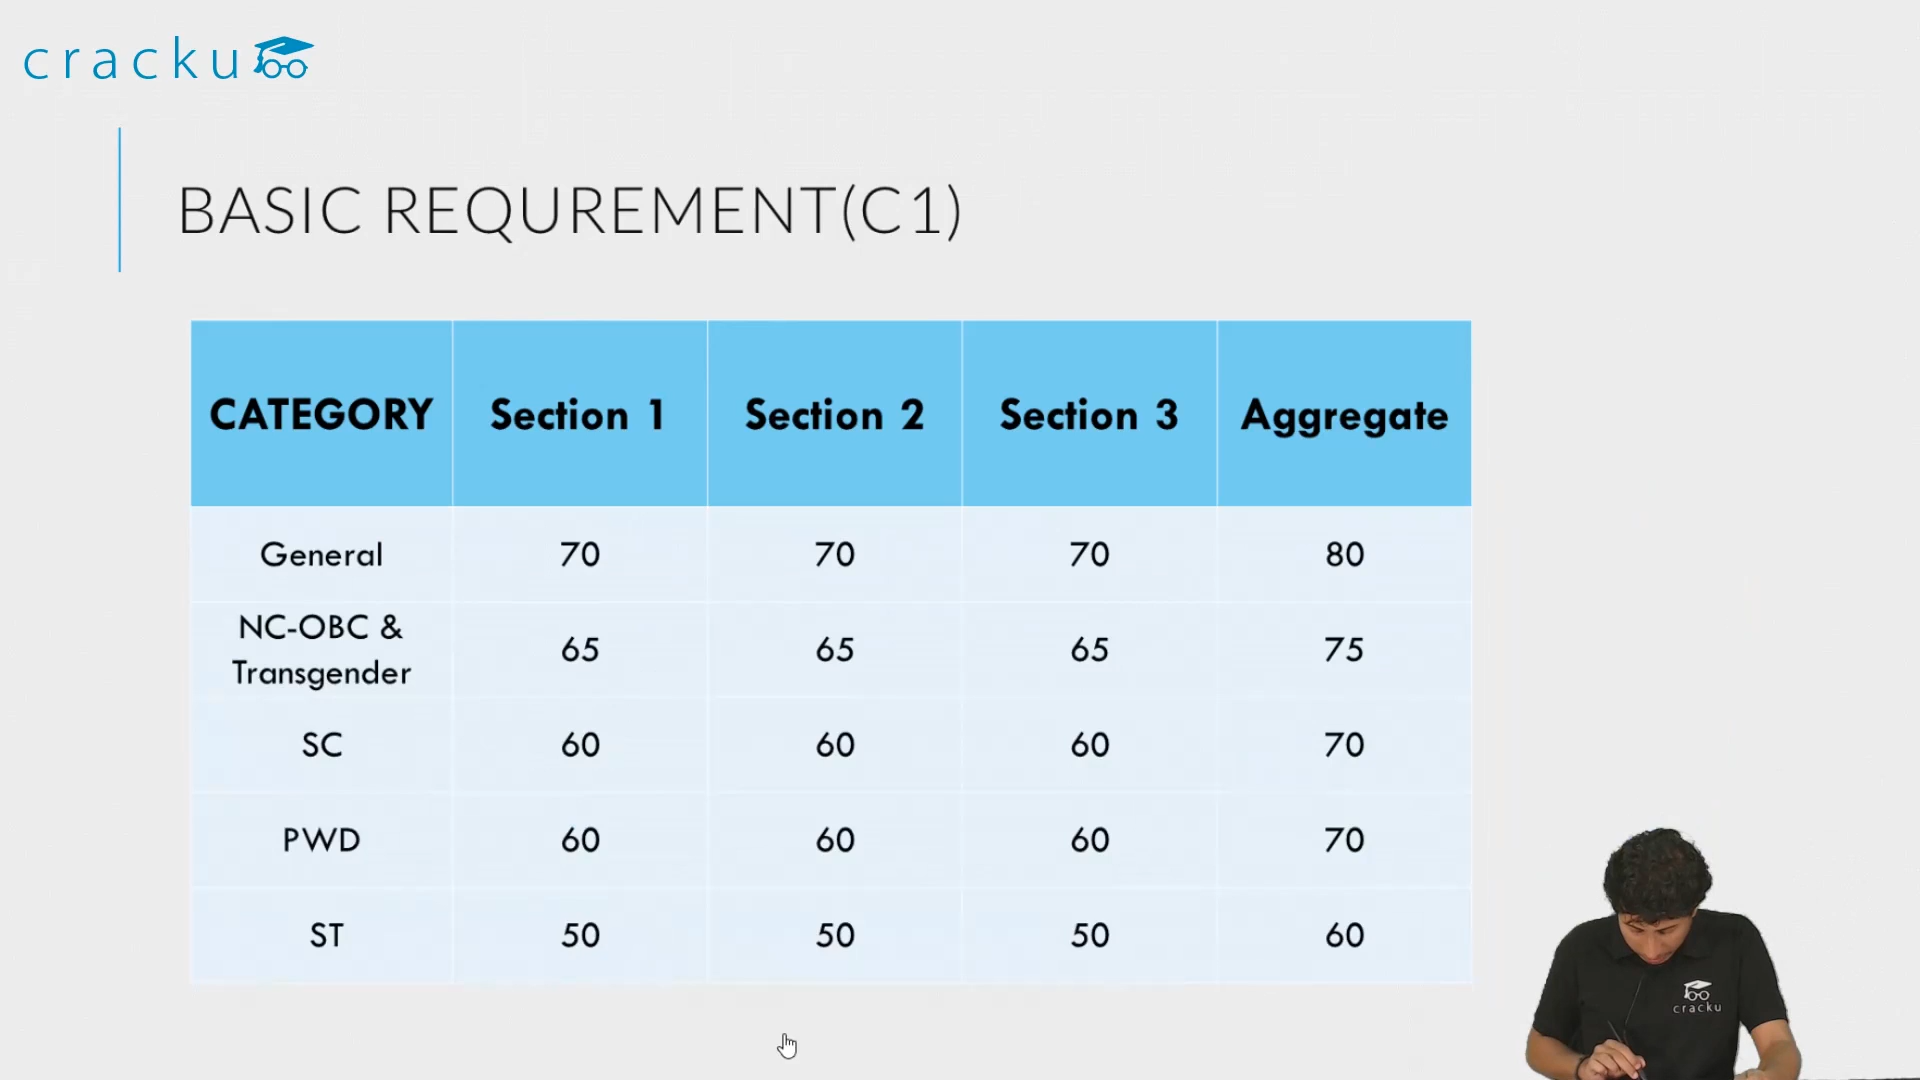 cracku
BASIC REQUREMENT(C1)
CATEGORY Section 1 Section 2 Section 3 Aggregate
General 70 70 70 80
NC-OBC &
Transgender 65 65 65 75
SC 60 60 60 70
PWD 60 60 60 70
ST 50 50 50 60
cracku